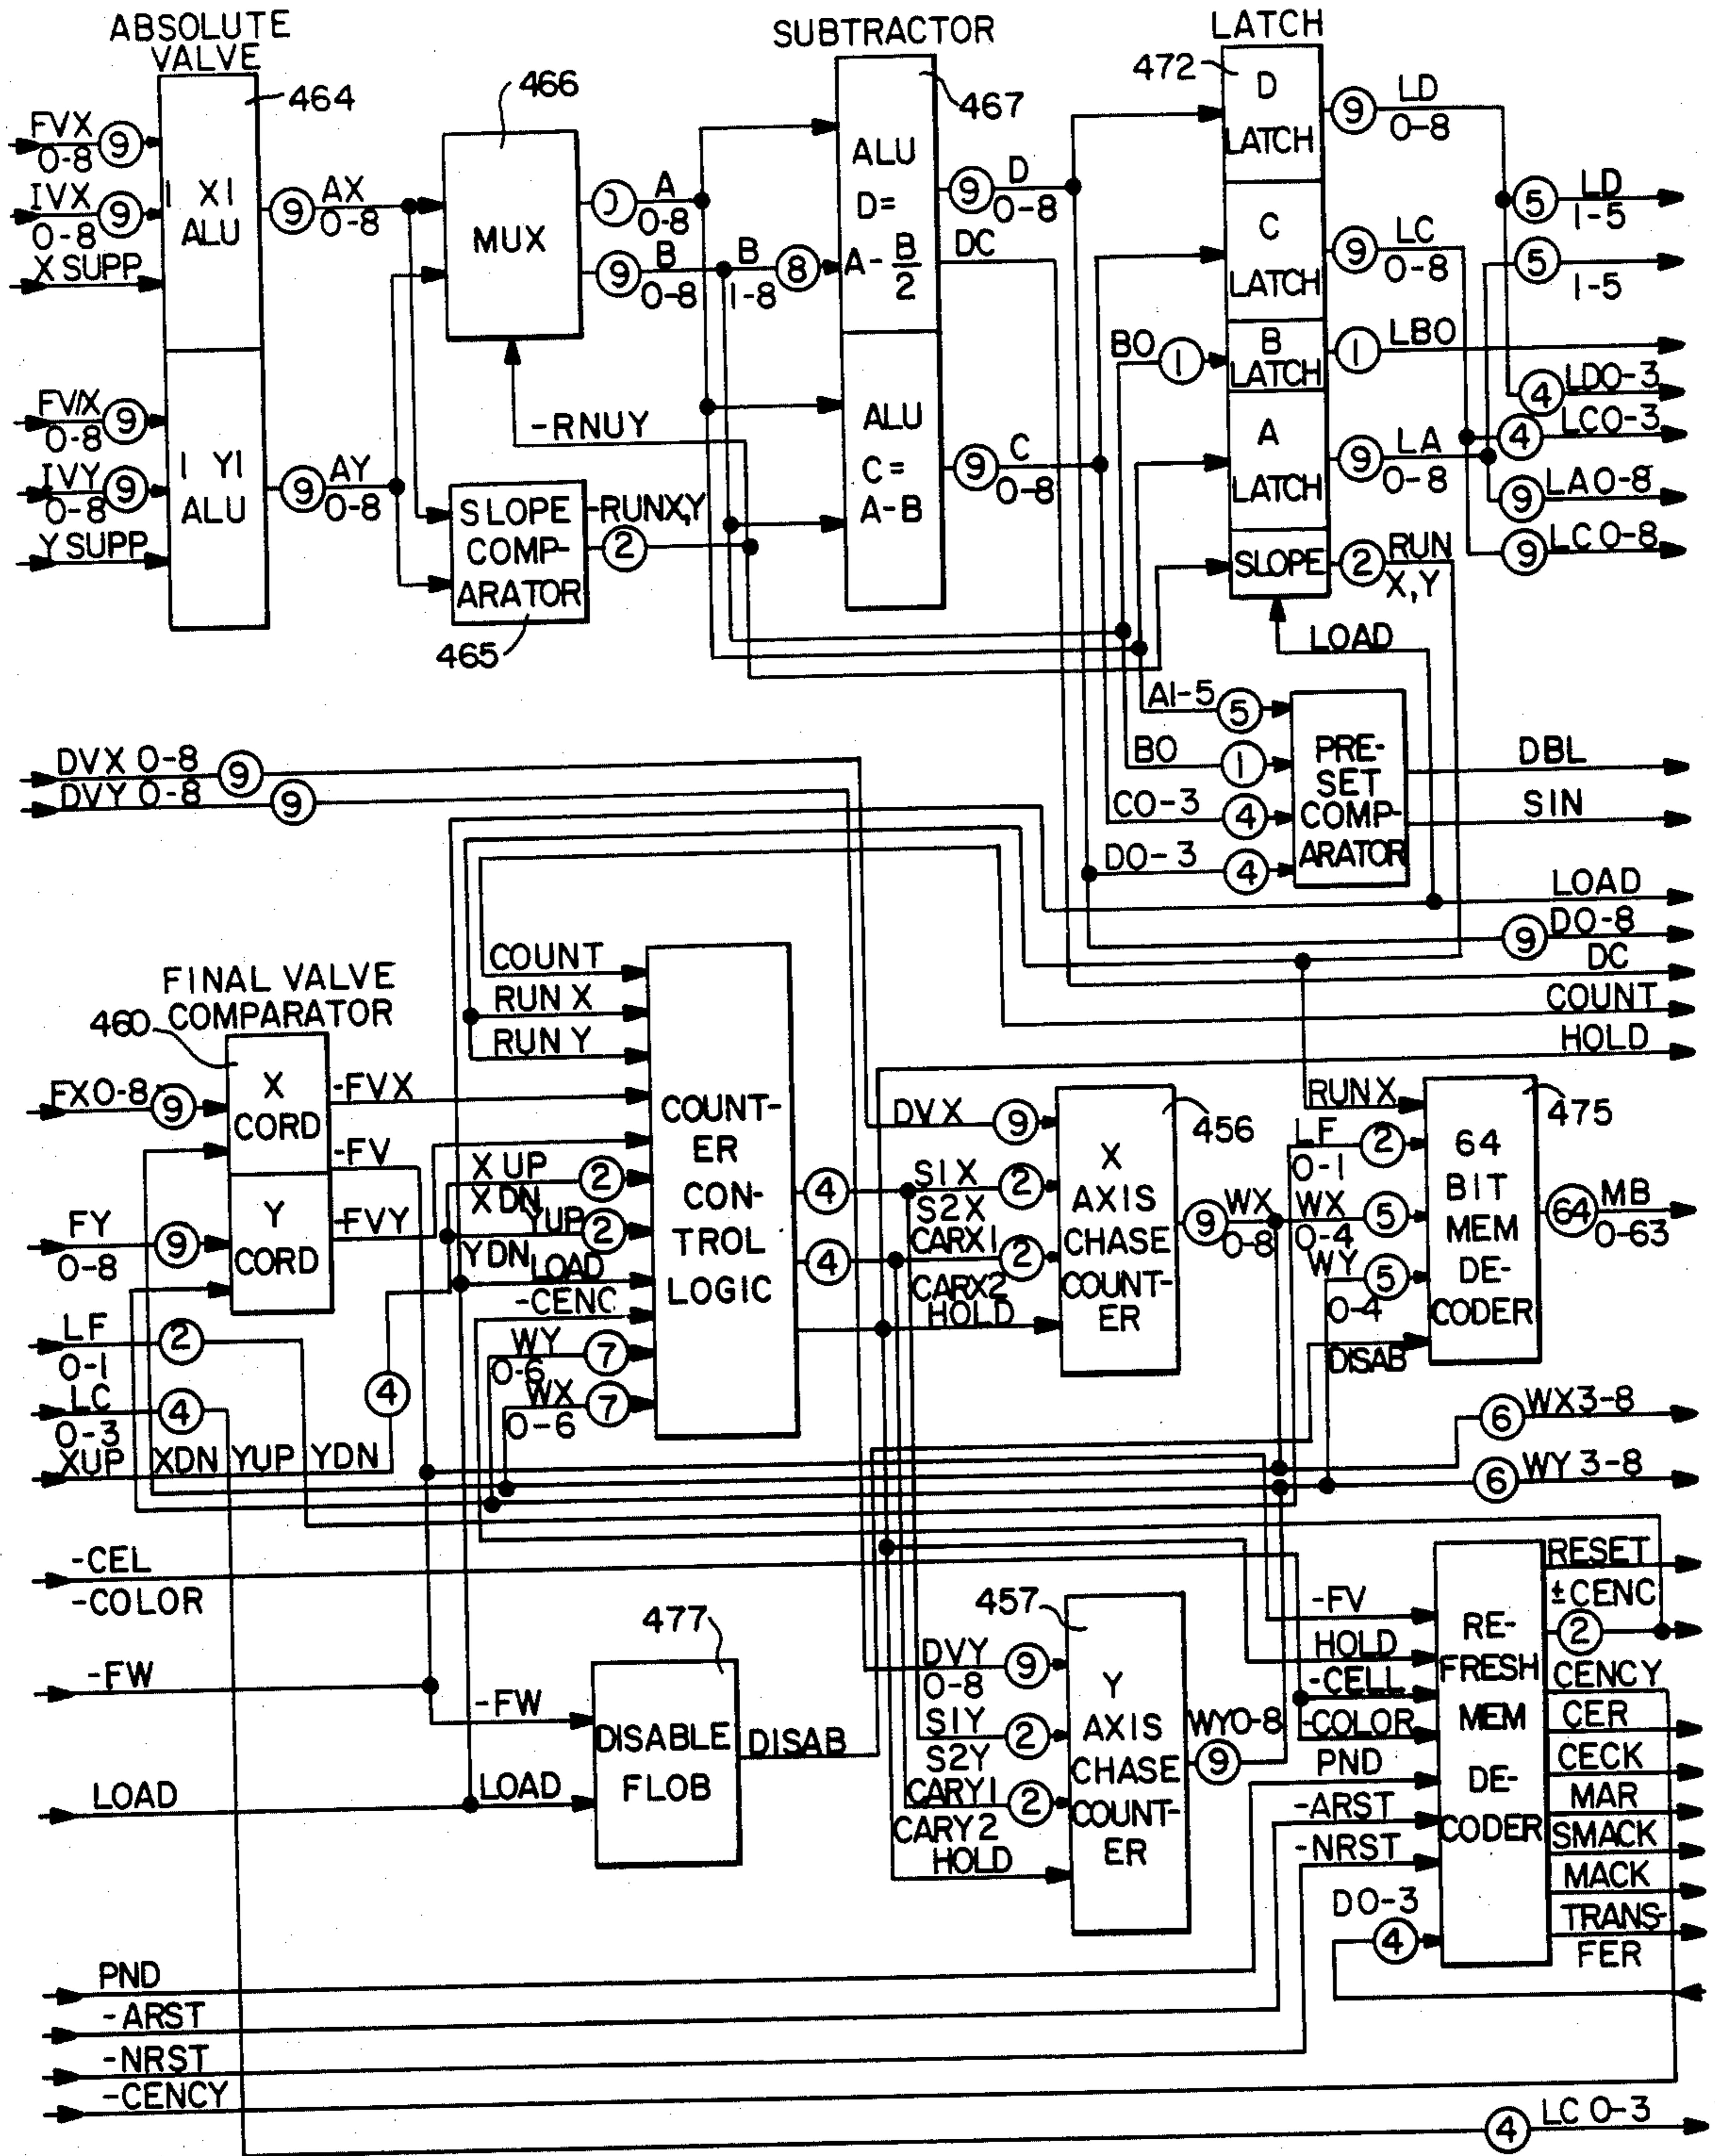 ABSOLUTE
VALVE
464
FVX
0-8
9
IVX
0-8
9
X SUPP
| X|
ALU
9
AX
0-8
FV/X
0-8
9
IVY
0-8
9
Y SUPP
| Y|
ALU
9
AY
0-8
466
MUX
A
0-8
9
B
0-8
B
1-8
8
-RNUY
SLOPE
COMP-
ARATOR
465
-RUNX,Y
2
SUBTRACTOR
467
ALU
D=
A-B
2
9
D
0-8
DC
ALU
C=
A-B
9
C
0-8
LATCH
472
D
LATCH
9
LD
0-8
C
LATCH
9
LC
0-8
BO
1
B
LATCH
1
LBO
A
LATCH
9
LA
0-8
SLOPE
2
RUN
X,Y
LOAD
5
LD
1-5
5
1-5
4
LDO-3
4
LCO-3
9
LAO-8
9
LCO-8
A1-5
5
BO
1
CO-3
4
DO-3
4
PRE-
SET
COMP-
ARATOR
DBL
SIN
LOAD
9
DO-8
DC
COUNT
HOLD
DVX 0-8
9
DVY 0-8
9
FINAL VALVE
COMPARATOR
460
FX0-8
9
X
CORD
-FVX
-FV
FY
0-8
9
Y
CORD
-FVY
LF
0-1
2
LC
0-3
4
XUP
XDN
YUP
YDN
4
COUNT
RUN X
RUN Y
XUP
XDN
2
YUP
YDN
2
LOAD
-CENC
WY
0-6
7
WX
0-6
7
COUNT-
ER
CON-
TROL
LOGIC
4
4
DVX
9
S1X
S2X
2
CARX1
CARX2
2
HOLD
X
AXIS
CHASE
COUNT-
ER
456
9
WX
0-8
RUN X
LF
0-1
2
WX
0-4
5
WY
0-4
5
DISAB
64
BIT
MEM
DE-
CODER
475
64
MB
0-63
6
WX3-8
6
WY3-8
-CEL
-COLOR
-FW
LOAD
477
-FW
LOAD
DISABLE
FLOB
DISAB
457
DVY
0-8
9
S1Y
S2Y
2
CARY1
CARY2
2
HOLD
Y
AXIS
CHASE
COUNT-
ER
WYO-8
9
-FV
HOLD
-CELL
-COLOR
PND
-ARST
-NRST
DO-3
4
RE-
FRESH
MEM
DE-
CODER
RESET
±CENC
2
CENCY
CER
CECK
MAR
SMACK
MACK
TRANS-
FER
PND
-ARST
-NRST
-CENCY
4
LC 0-3